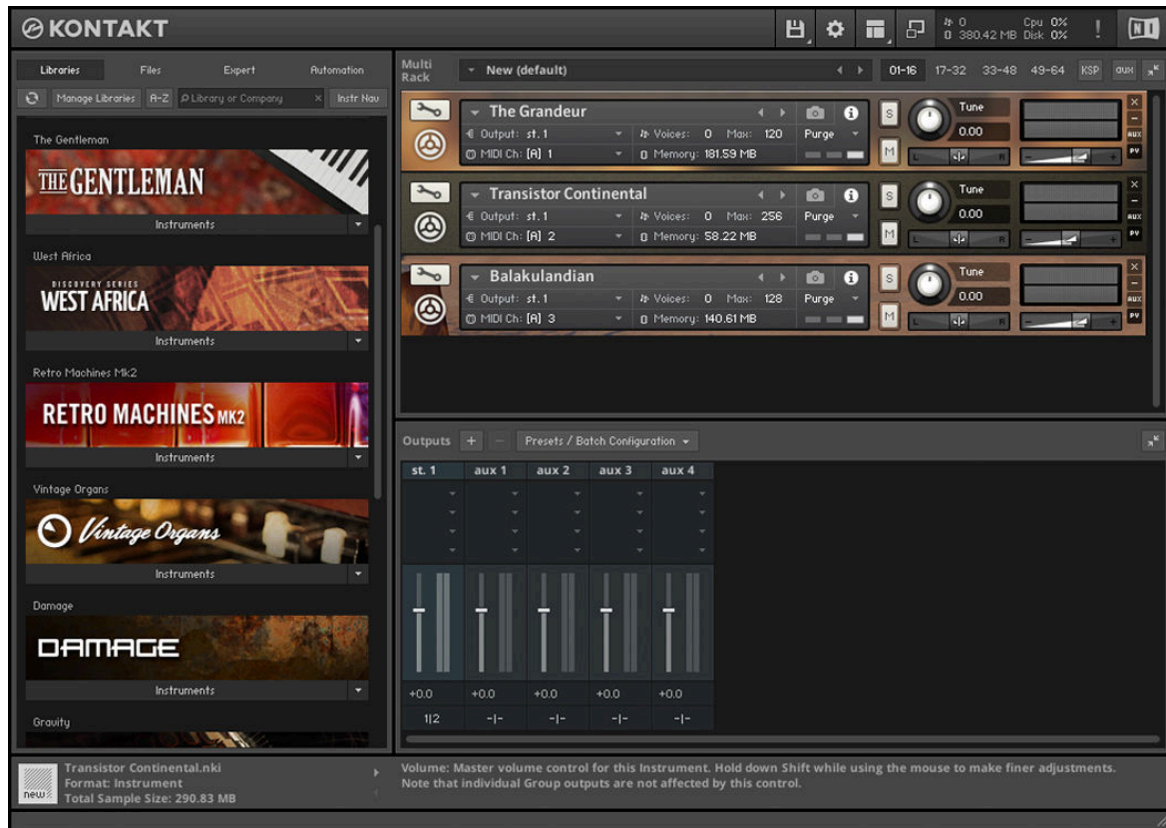 KONTAKT
0 Cpu 0%
0 380.42 MB Disk 0%
!
NI
Libraries Files Expert Automation
Manage Libraries A-Z Library or Company × Instr Nav
The Gentleman
THE GENTLEMAN
Instruments
West Africa
DISCOVERY SERIES
WEST AFRICA
Instruments
Retro Machines Mk2
RETRO MACHINES MK2
Instruments
Vintage Organs
Vintage Organs
Instruments
Damage
DAMAGE
Instruments
Gravity
Multi
Rack
New (default)
01-16 17-32 33-48 49-64 KSP aux
The Grandeur
Output: st. 1 Voices: 0 Max: 120 Purge
MIDI Ch: [A] 1 Memory: 181.59 MB
S
M
Tune
0.00
L R
- +
×
-
AUX
PV
Transistor Continental
Output: st. 1 Voices: 0 Max: 256 Purge
MIDI Ch: [A] 2 Memory: 58.22 MB
S
M
Tune
0.00
L R
- +
×
-
AUX
PV
Balakulandian
Output: st. 1 Voices: 0 Max: 128 Purge
MIDI Ch: [A] 3 Memory: 140.61 MB
S
M
Tune
0.00
L R
- +
×
-
AUX
PV
Outputs + - Presets / Batch Configuration
st. 1 aux 1 aux 2 aux 3 aux 4
+0.0 +0.0 +0.0 +0.0 +0.0
1|2 -|- -|- -|- -|-
new
Transistor Continental.nki
Format: Instrument
Total Sample Size: 290.83 MB
Volume: Master volume control for this Instrument. Hold down Shift while using the mouse to make finer adjustments.
Note that individual Group outputs are not affected by this control.